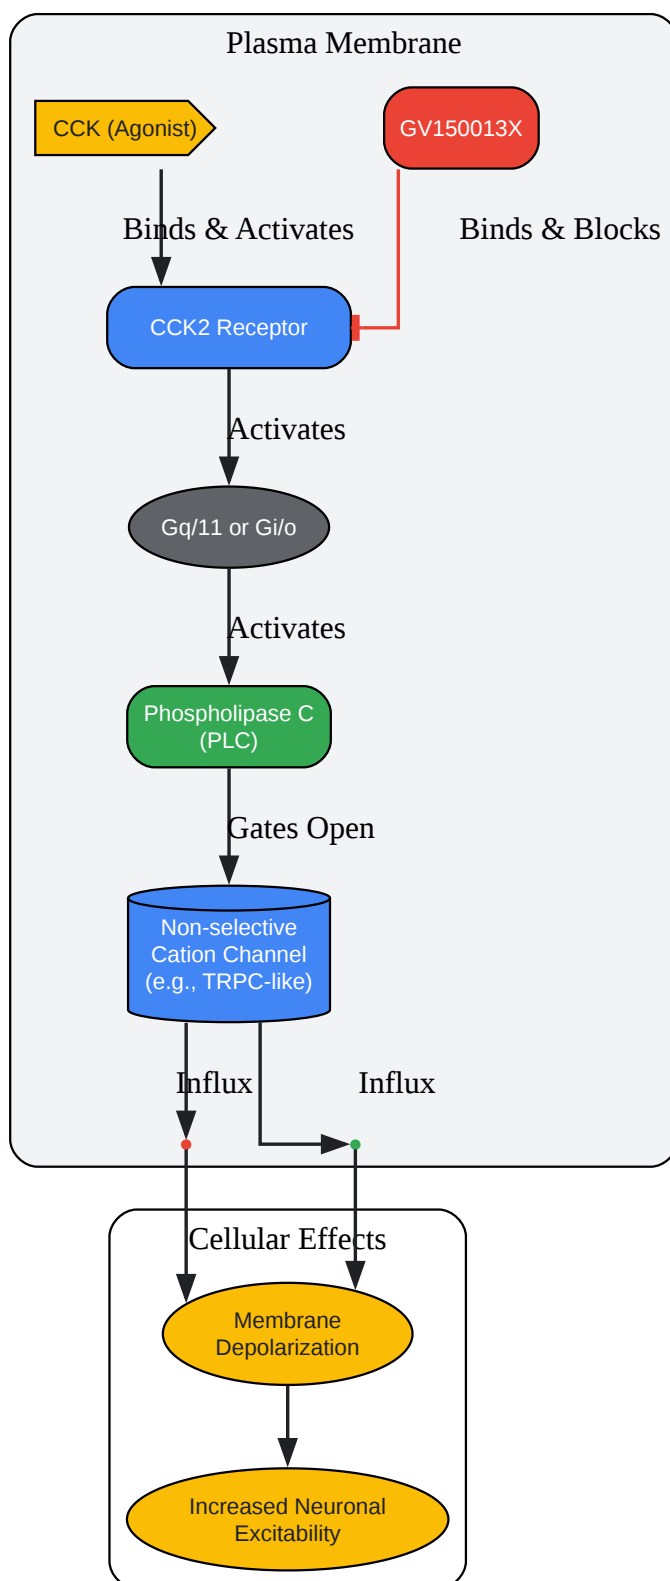 Plasma Membrane
CCK (Agonist)
GV150013X
Binds & Activates
Binds & Blocks
CCK2 Receptor
Activates
Gq/11 or Gi/o
Activates
Phospholipase C
(PLC)
Gates Open
Non-selective
Cation Channel
(e.g., TRPC-like)
Influx
Influx
Cellular Effects
Membrane
Depolarization
Increased Neuronal
Excitability